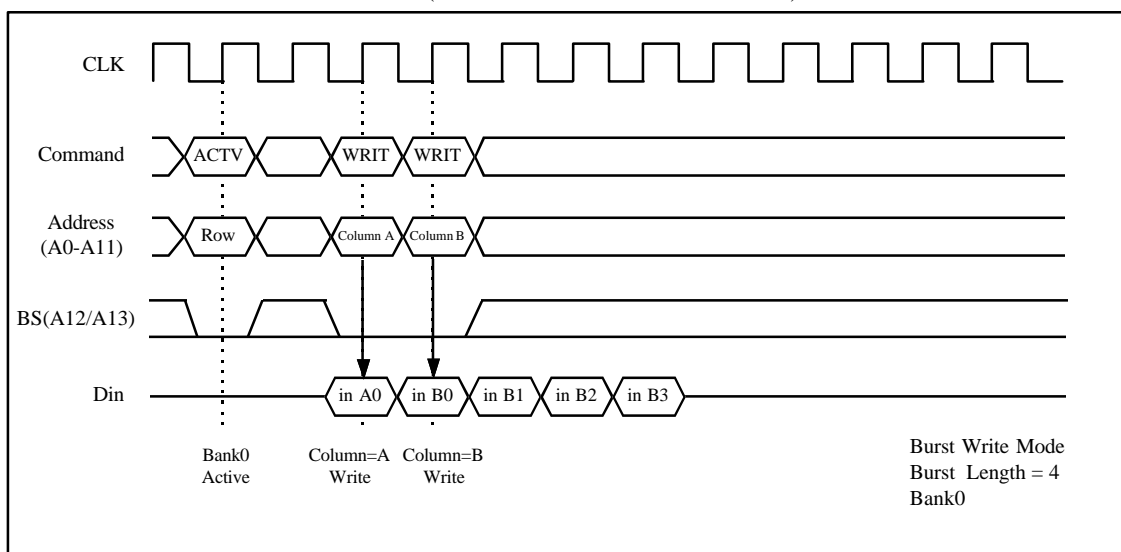 CLK
Command
ACTV
WRIT
WRIT
Address
(A0-A11)
Row
Column A
Column B
BS(A12/A13)
Din
in A0
in B0
in B1
in B2
in B3
Bank0
Active
Column=A
Write
Column=B
Write
Burst Write Mode
Burst Length = 4
Bank0